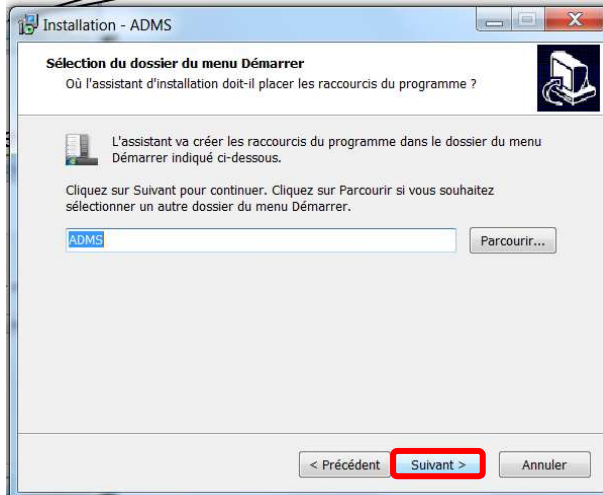 Installation - ADMS
Sélection du dossier du menu Démarrer
Où l'assistant d'installation doit-il placer les raccourcis du programme ?
L'assistant va créer les raccourcis du programme dans le dossier du menu
Démarrer indiqué ci-dessous.
Cliquez sur Suivant pour continuer. Cliquez sur Parcourir si vous souhaitez
sélectionner un autre dossier du menu Démarrer.
ADMS
Parcourir...
< Précédent
Suivant >
Annuler